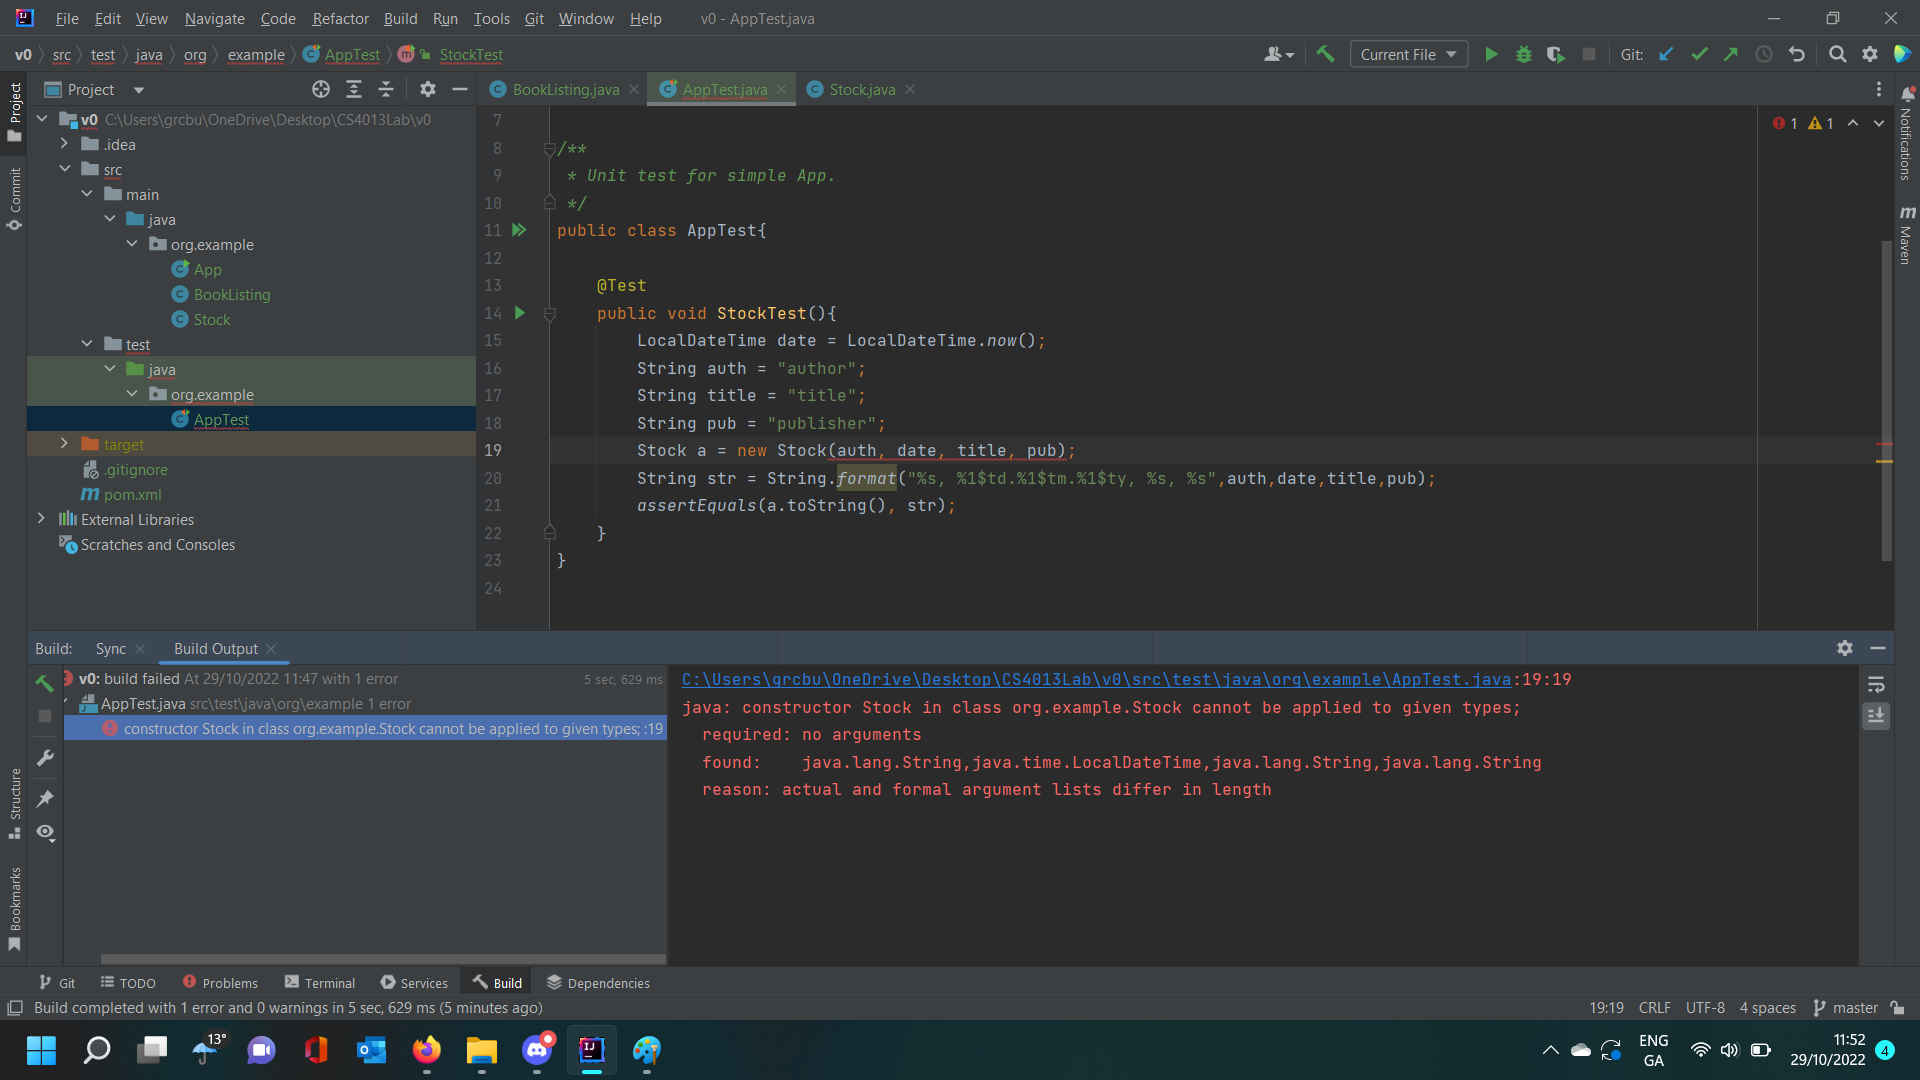 File Edit View Navigate Code Refactor Build Run Tools Git Window Help v0 - AppTest.java
v0 src test java org example AppTest StockTest Current File Git:
Project
BookListing.java AppTest.java Stock.java
v0 C:\Users\grcbu\OneDrive\Desktop\CS4013Lab\v0
.idea
src
main
java
org.example
App
BookListing
Stock
test
java
org.example
AppTest
target
.gitignore
pom.xml
External Libraries
Scratches and Consoles
Project
Commit
Structure
Bookmarks
Notifications
Maven
1 1
7
8 /**
9 * Unit test for simple App.
10 */
11 public class AppTest{
12
13 @Test
14 public void StockTest(){
15 LocalDateTime date = LocalDateTime.now();
16 String auth = "author";
17 String title = "title";
18 String pub = "publisher";
19 Stock a = new Stock(auth, date, title, pub);
20 String str = String.format("%s, %1$td.%1$tm.%1$ty, %s, %s",auth,date,title,pub);
21 assertEquals(a.toString(), str);
22 }
23 }
24
Build: Sync Build Output
v0: build failed At 29/10/2022 11:47 with 1 error 5 sec, 629 ms
AppTest.java src\test\java\org\example 1 error
constructor Stock in class org.example.Stock cannot be applied to given types; :19
C:\Users\grcbu\OneDrive\Desktop\CS4013Lab\v0\src\test\java\org\example\AppTest.java:19:19
java: constructor Stock in class org.example.Stock cannot be applied to given types;
required: no arguments
found: java.lang.String,java.time.LocalDateTime,java.lang.String,java.lang.String
reason: actual and formal argument lists differ in length
Git TODO Problems Terminal Services Build Dependencies
Build completed with 1 error and 0 warnings in 5 sec, 629 ms (5 minutes ago) 19:19 CRLF UTF-8 4 spaces master
13°
ENG
GA
11:52
29/10/2022
4